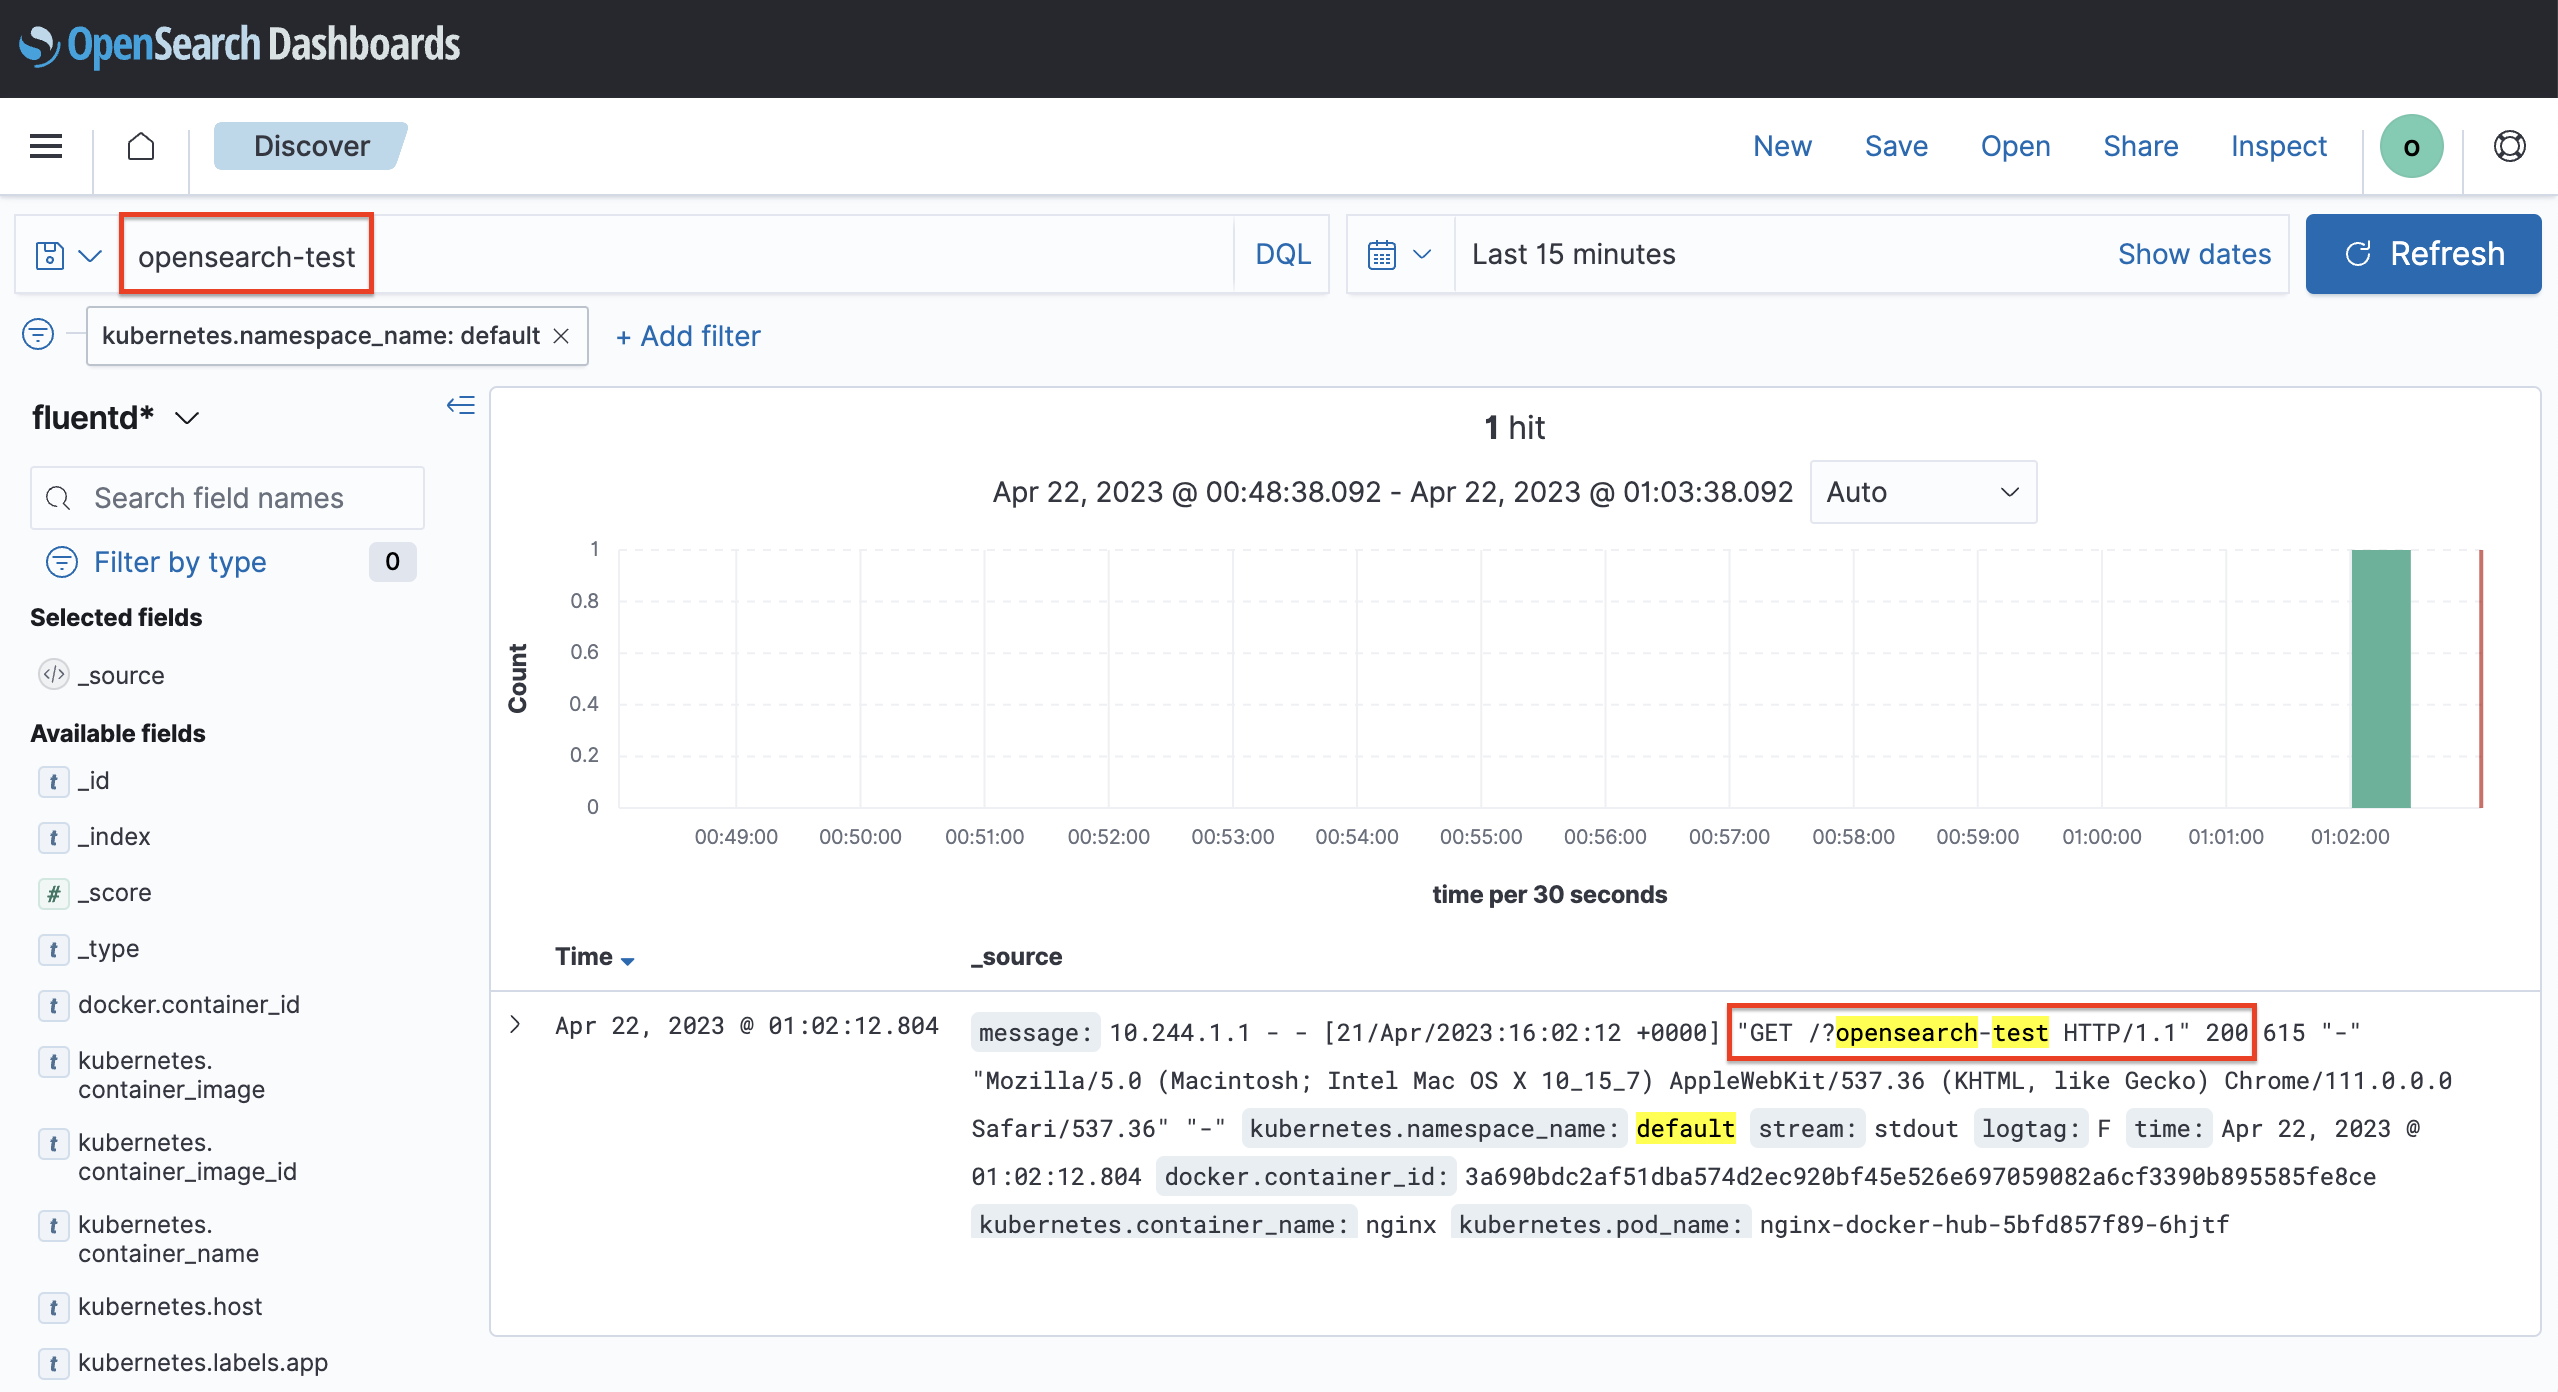 OpenSearch Dashboards
Discover
New Save Open Share Inspect o
opensearch-test DQL Last 15 minutes Show dates Refresh
kubernetes.namespace_name: default + Add filter
fluentd*
Search field names
Filter by type 0
Selected fields
_source
Available fields
t _id
t _index
# _score
t _type
t docker.container_id
t kubernetes.
container_image
t kubernetes.
container_image_id
t kubernetes.
container_name
t kubernetes.host
t kubernetes.labels.app
1 hit
Apr 22, 2023 @ 00:48:38.092 - Apr 22, 2023 @ 01:03:38.092 Auto
1
0.8
0.6
0.4
0.2
0
Count
00:49:00 00:50:00 00:51:00 00:52:00 00:53:00 00:54:00 00:55:00 00:56:00 00:57:00 00:58:00 00:59:00 01:00:00 01:01:00 01:02:00
time per 30 seconds
Time _source
Apr 22, 2023 @ 01:02:12.804 message: 10.244.1.1 - - [21/Apr/2023:16:02:12 +0000] "GET /?opensearch-test HTTP/1.1" 200 615 "-"
"Mozilla/5.0 (Macintosh; Intel Mac OS X 10_15_7) AppleWebKit/537.36 (KHTML, like Gecko) Chrome/111.0.0.0
Safari/537.36" "-" kubernetes.namespace_name: default stream: stdout logtag: F time: Apr 22, 2023 @
01:02:12.804 docker.container_id: 3a690bdc2af51dba574d2ec920bf45e526e697059082a6cf3390b895585fe8ce
kubernetes.container_name: nginx kubernetes.pod_name: nginx-docker-hub-5bfd857f89-6hjtf